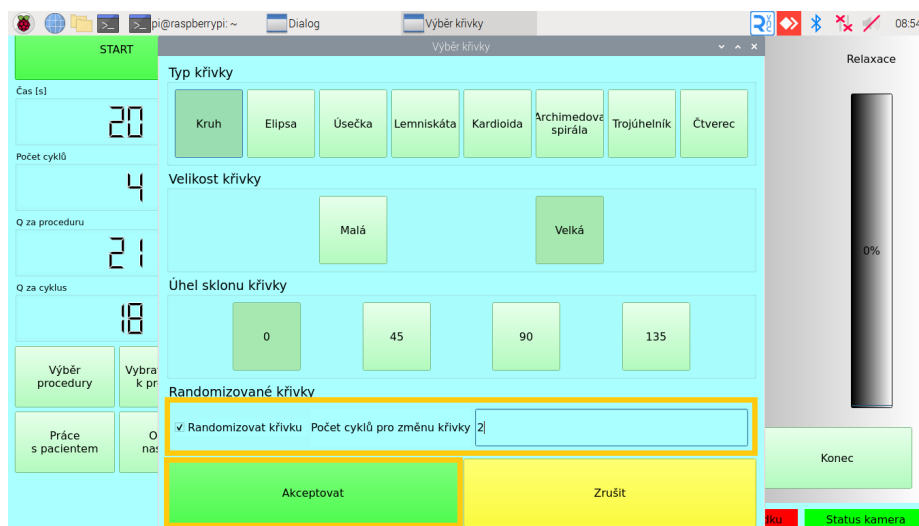 pi@raspberrypi: ~
Dialog
Výběr křivky
08:54
START
Čas [s]
20
Počet cyklů
4
Q za proceduru
21
Q za cyklus
18
Výběr
procedury
Práce
s pacientem
Výběr křivky
Typ křivky
Kruh
Elipsa
Úsečka
Lemniskáta
Kardioida
Archimedova
spirála
Trojúhelník
Čtverec
Velikost křivky
Malá
Velká
Úhel sklonu křivky
0
45
90
135
Randomizované křivky
Randomizovat křivku
Počet cyklů pro změnu křivky
2
Akceptovat
Zrušit
Relaxace
0%
Konec
Status kamera